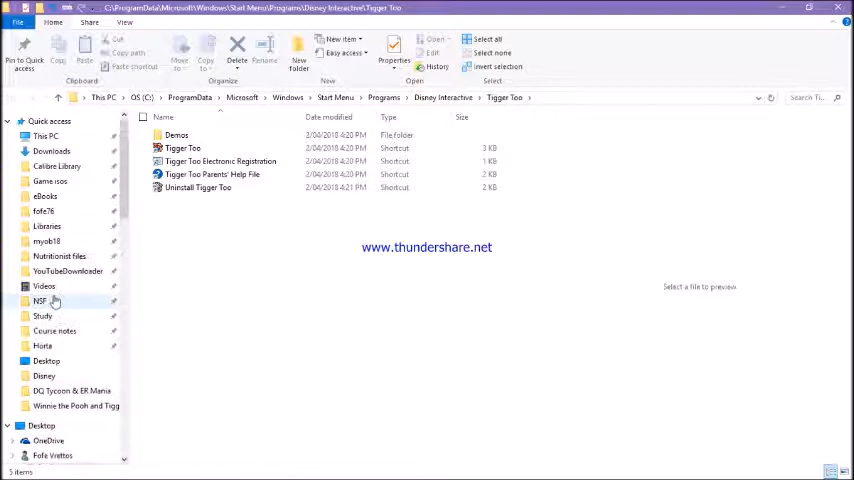 C:\ProgramData\Microsoft\Windows\Start Menu\Programs\Disney Interactive\Tigger Too
File Home Share View
Pin to Quick access
Copy
Paste
Cut
Copy path
Paste shortcut
Clipboard
Move to
Copy to
Delete
Rename
Organize
New folder
New item
Easy access
New
Properties
Open
Edit
History
Open
Select all
Select none
Invert selection
Select
This PC > OS (C:) > ProgramData > Microsoft > Windows > Start Menu > Programs > Disney Interactive > Tigger Too
Search Ti...
Name Date modified Type Size
Demos 2/04/2018 4:20 PM File folder
Tigger Too 2/04/2018 4:20 PM Shortcut 3 KB
Tigger Too Electronic Registration 2/04/2018 4:20 PM Shortcut 1 KB
Tigger Too Parents' Help File 2/04/2018 4:20 PM Shortcut 2 KB
Uninstall Tigger Too 2/04/2018 4:21 PM Shortcut 2 KB
Quick access
This PC
Downloads
Calibre Library
Game isos
eBooks
fofe76
Libraries
myob18
Nutritionist files
YouTubeDownloader
Videos
NSF
Study
Course notes
Horta
Desktop
Disney
DQ Tycoon & ER Mania
Winnie the Pooh and Tigg
Desktop
OneDrive
Fofe Vrettos
www.thundershare.net
Select a file to preview.
5 items